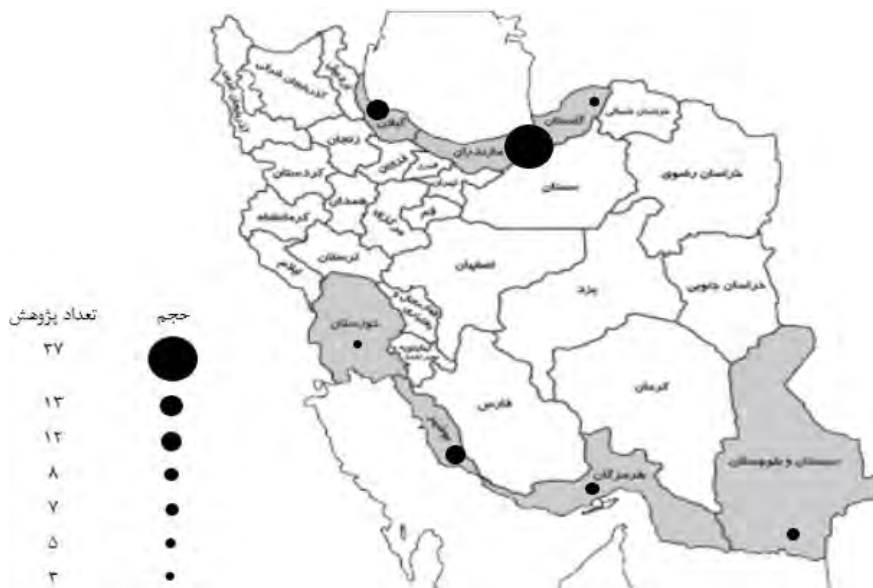 آذربایجان شرقی
گیلان
گلستان
خراسان شمالی
مازندران
زنجان
قزوین
تهران
کردستان
سمنان
خراسان رضوی
همدان
قم
مرکزی
کرمانشاه
لرستان
ایلام
اصفهان
یزد
خراسان جنوبی
خوزستان
فارس
کرمان
بوشهر
هرمزگان
سیستان و بلوچستان
تعداد پژوهش حجم
۳۷
۱۳
۱۲
۸
۷
۵
۳